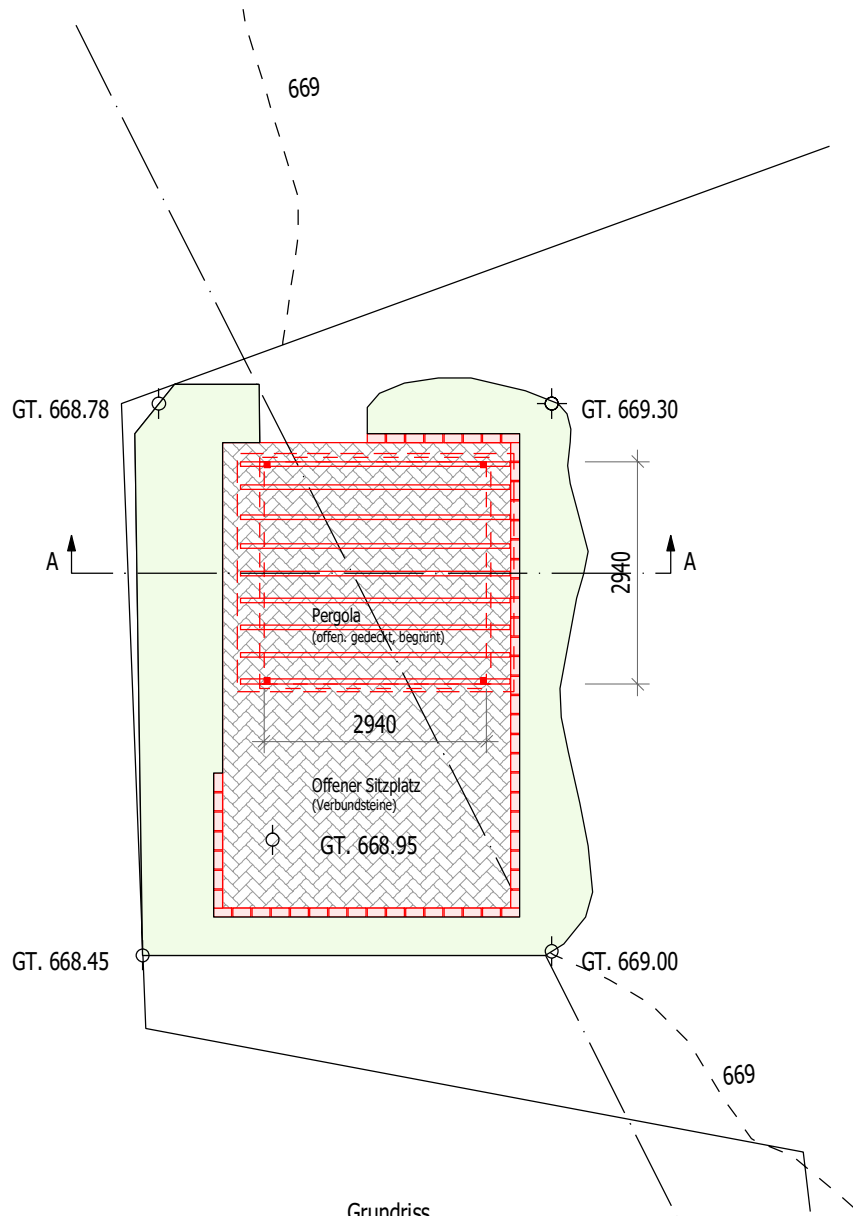 669
GT. 668.78
GT. 669.30
A
A
2940
Pergola
(offen. gedeckt, begrünt)
2940
Offener Sitzplatz
(Verbundsteine)
GT. 668.95
GT. 668.45
GT. 669.00
669
Grundriss